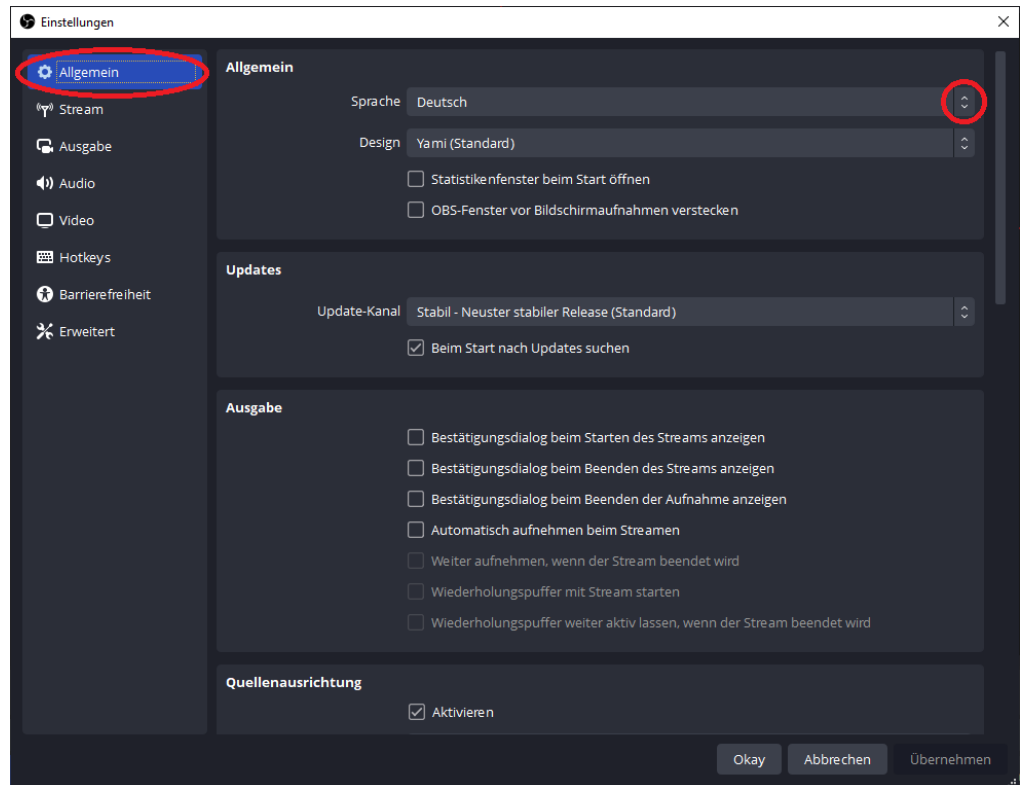 Einstellungen
Allgemein
Stream
Ausgabe
Audio
Video
Hotkeys
Barrierefreiheit
Erweitert
Allgemein
Sprache Deutsch
Design Yami (Standard)
Statistikenfenster beim Start öffnen
OBS-Fenster vor Bildschirmaufnahmen verstecken
Updates
Update-Kanal Stabil - Neuster stabiler Release (Standard)
Beim Start nach Updates suchen
Ausgabe
Bestätigungsdialog beim Starten des Streams anzeigen
Bestätigungsdialog beim Beenden des Streams anzeigen
Bestätigungsdialog beim Beenden der Aufnahme anzeigen
Automatisch aufnehmen beim Streamen
Weiter aufnehmen, wenn der Stream beendet wird
Wiederholungspuffer mit Stream starten
Wiederholungspuffer weiter aktiv lassen, wenn der Stream beendet wird
Quellenausrichtung
Aktivieren
Okay Abbrechen Übernehmen